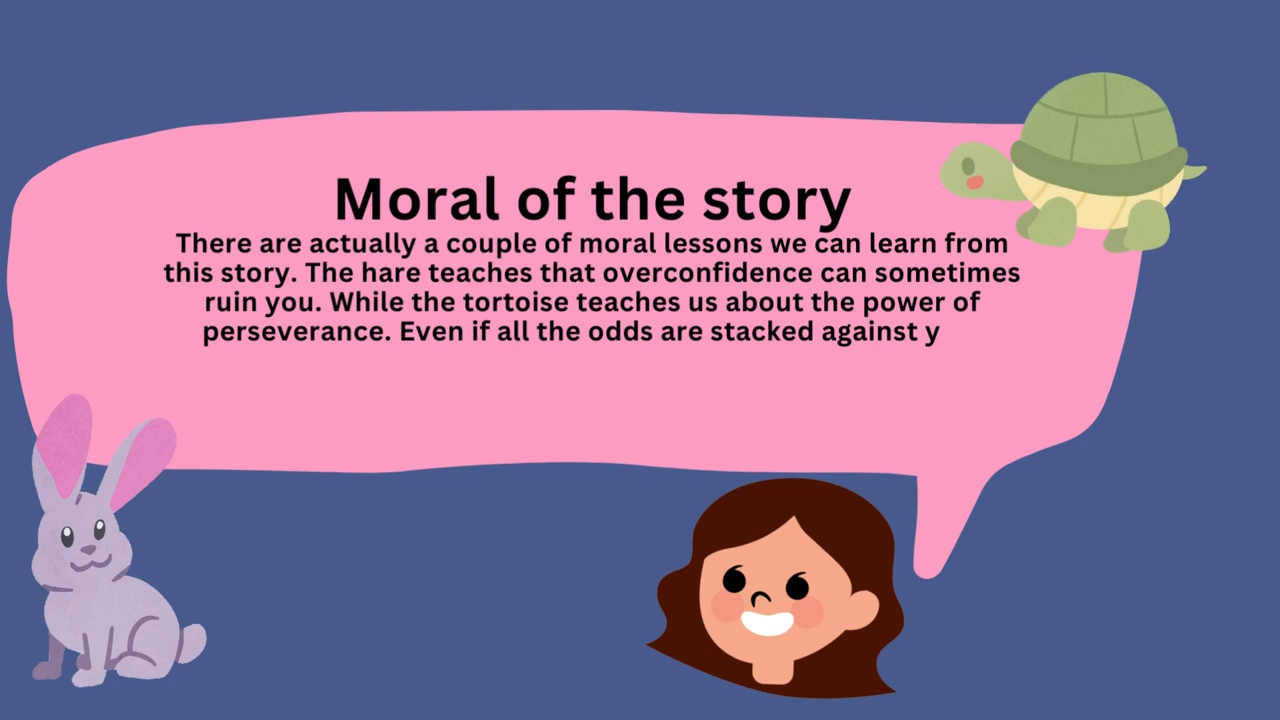 Moral of the story
There are actually a couple of moral lessons we can learn from
this story. The hare teaches that overconfidence can sometimes
ruin you. While the tortoise teaches us about the power of
perseverance. Even if all the odds are stacked against y